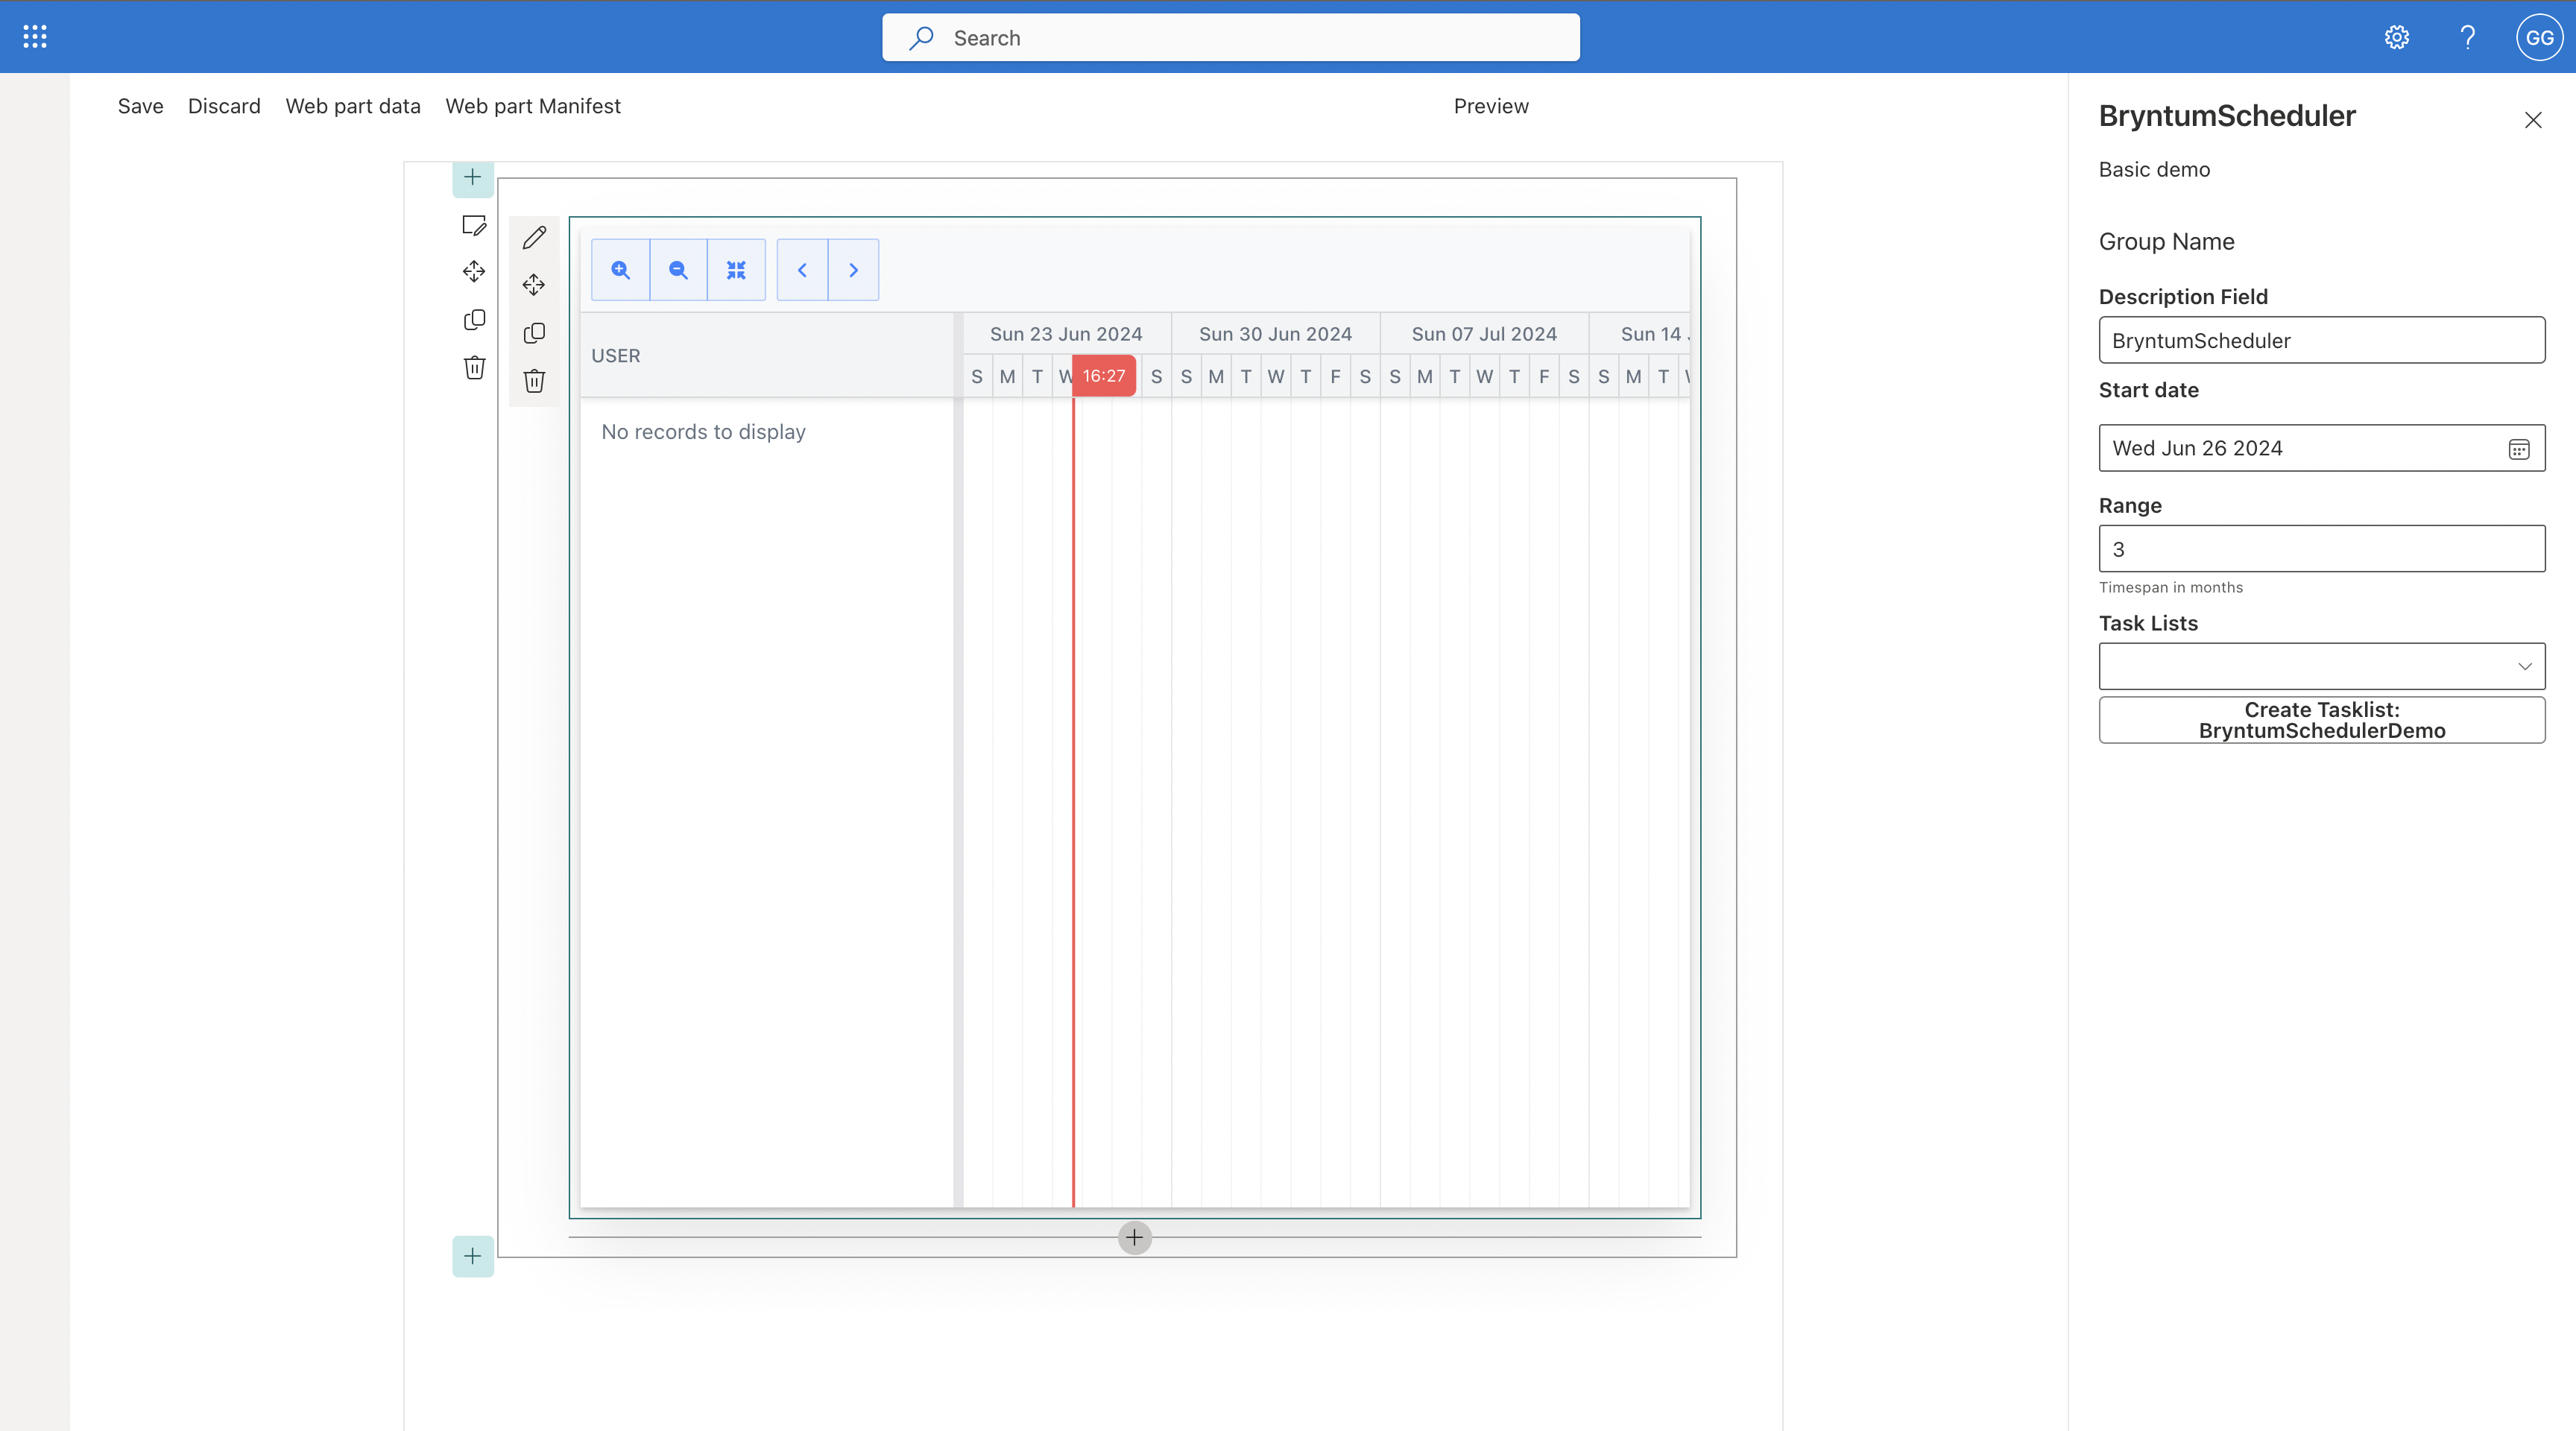 Search
GG
Save Discard Web part data Web part Manifest Preview
USER
Sun 23 Jun 2024 Sun 30 Jun 2024 Sun 07 Jul 2024 Sun 14
S M T W 16:27 S S M T W T F S S M T W T F S S M T
No records to display
BryntumScheduler
Basic demo
Group Name
Description Field
BryntumScheduler
Start date
Wed Jun 26 2024
Range
3
Timespan in months
Task Lists
Create Tasklist:
BryntumSchedulerDemo